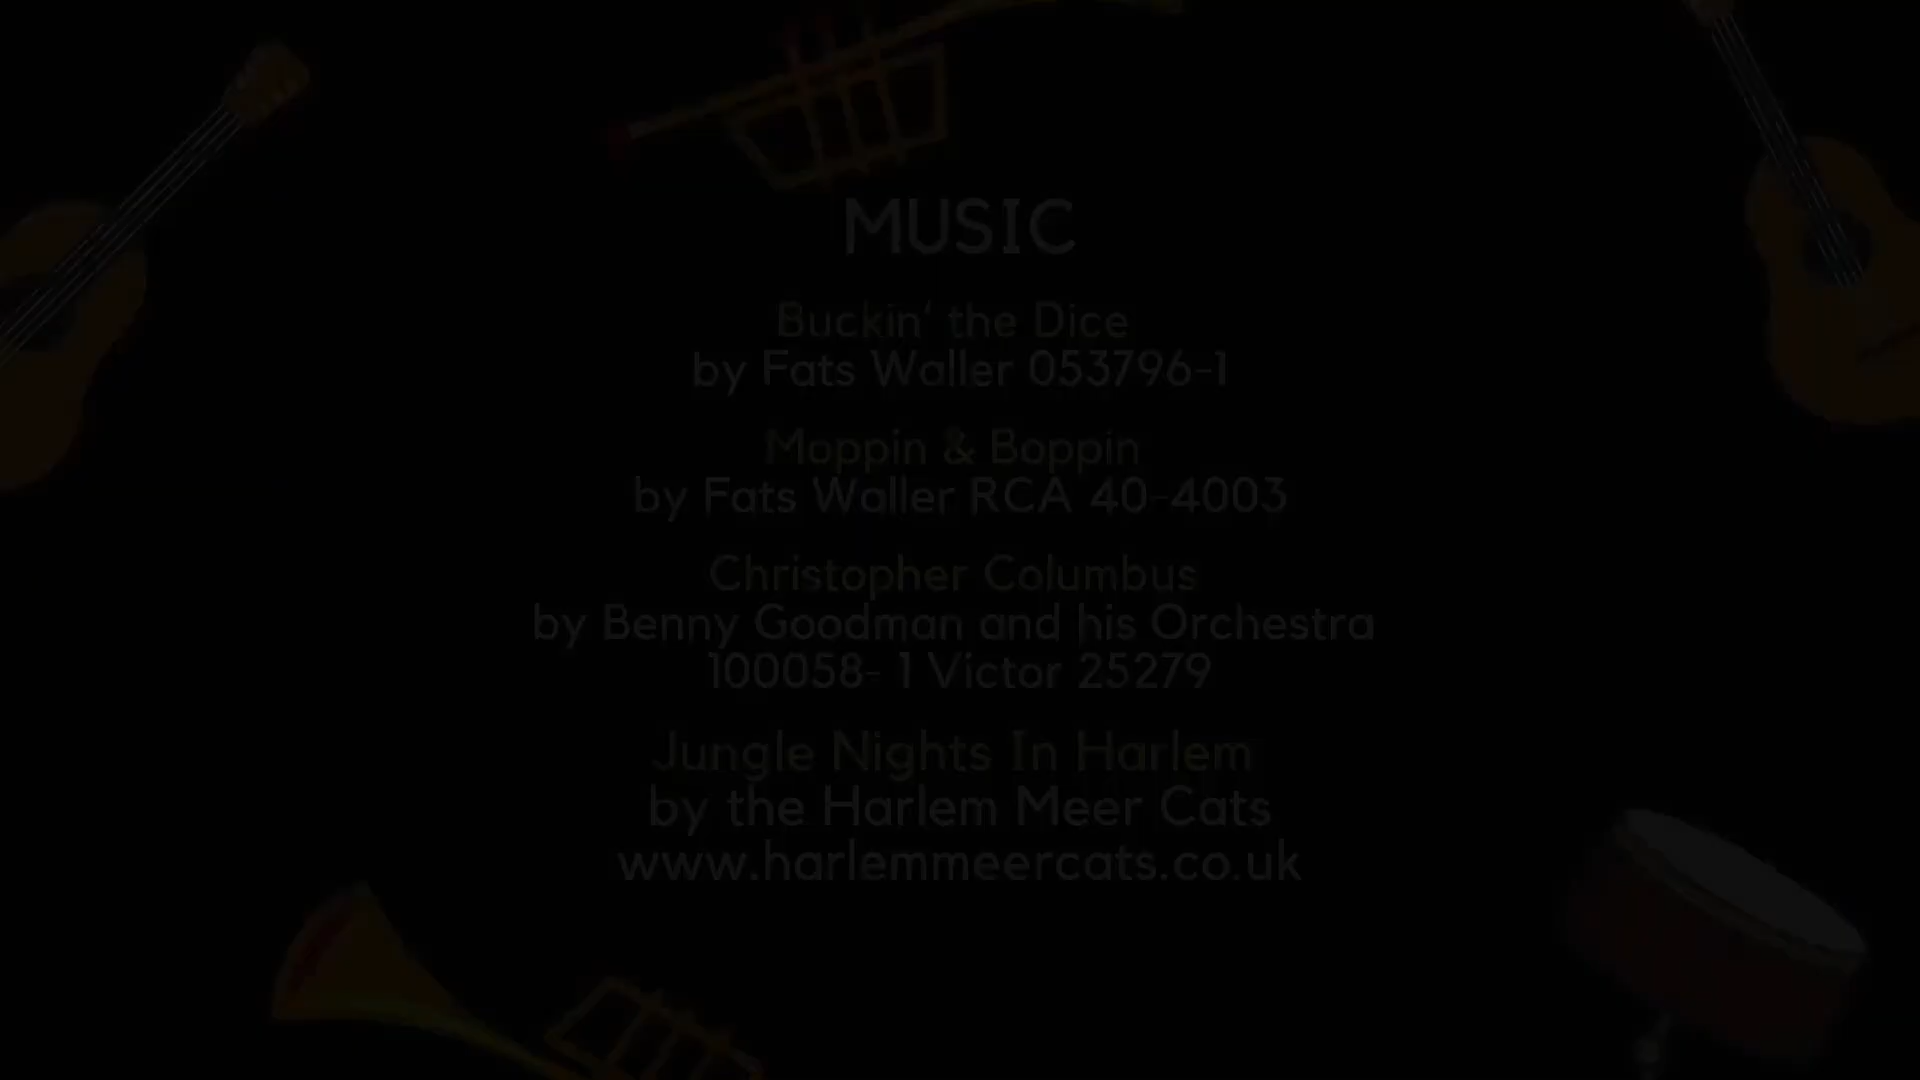 MUSIC
Buckin' the Dice
by Fats Waller 053796-1
Moppin & Boppin
by Fats Waller RCA 40-4003
Christopher Columbus
by Benny Goodman and his Orchestra
100058- 1 Victor 25279
Jungle Nights In Harlem
by the Harlem Meer Cats
www.harlemmeercats.co.uk